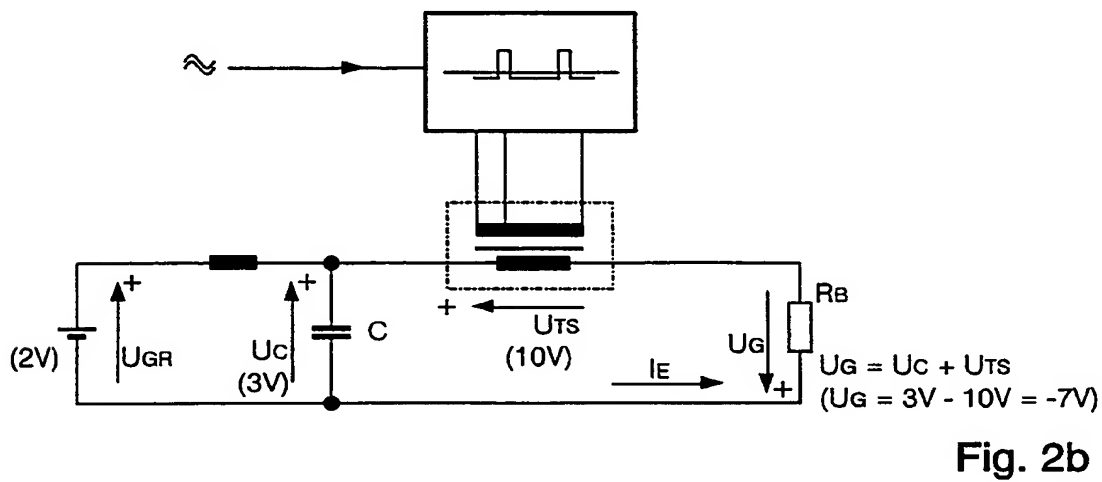 +
+
(2V)
UGR
UC
(3V)
C
+
UTS
(10V)
IE
UG
+
RB
UG = UC + UTS
(UG = 3V - 10V = -7V)
Fig. 2b